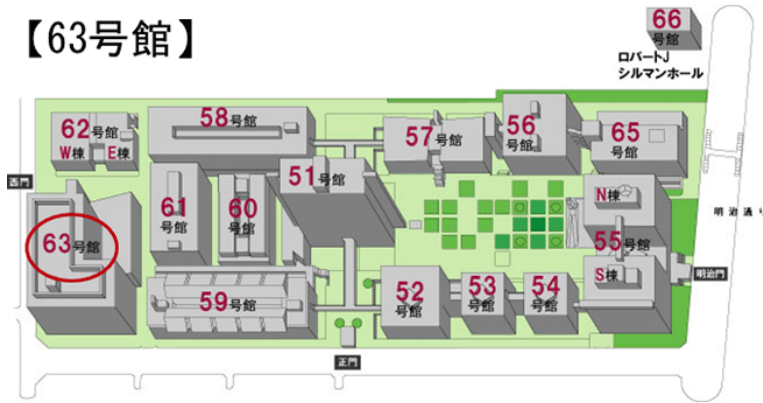 【63号館】
66
号館
ロバートJ
シルマンホール
58号館
62号館
W棟 E棟
57号館
56
号館
65
号館
51号館
西門
61
号館
60
号館
N棟
明治通り
63号館
55号館
S棟
明治門
59号館
52
号館
53
号館
54
号館
正門